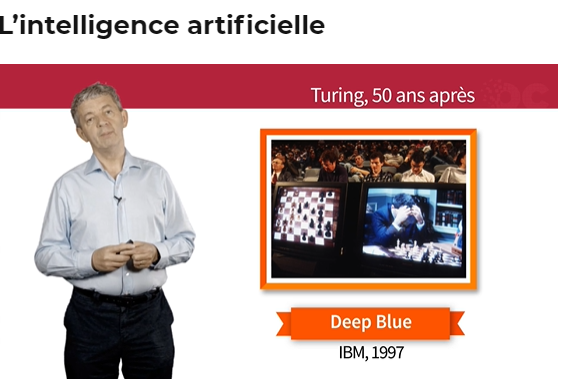 L’intelligence artificielle
Turing, 50 ans après
Deep Blue
IBM, 1997